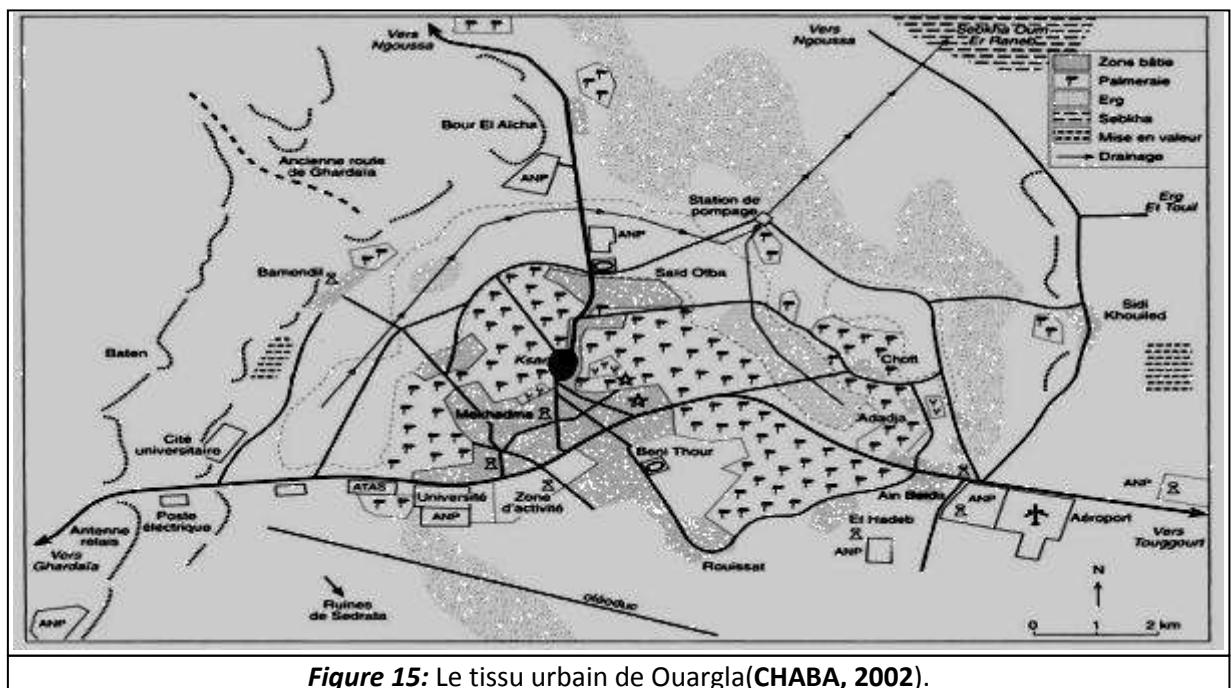 Vers
Ngoussa
Vers
Ngoussa
Sebkha Oum
Er Raneb
Zone bâtie
Palmeraie
Erg
Sebkha
Mise en valeur
Drainage
Bour El Aïcha
Ancienne route
de Ghardaïa
ANP
Station de
pompage
Erg
Et Touil
ANP
Bamendil
Saïd Otba
Sidi
Khouiled
Baten
Ksar
Chott
Mekhadma
Adadja
Cité
universitaire
Beni Thour
ATAS
Université
Zone
d'activité
Aïn Beïda
ANP
ANP
Poste
électrique
ANP
El Hadeb
Aéroport
Antenne
relais
Vers
Ghardaïa
ANP
Vers
Touggourt
Rouissat
N
Ruines
de Sedrata
oléoduc
ANP
0 1 2 km
Figure 15: Le tissu urbain de Ouargla(CHABA, 2002).